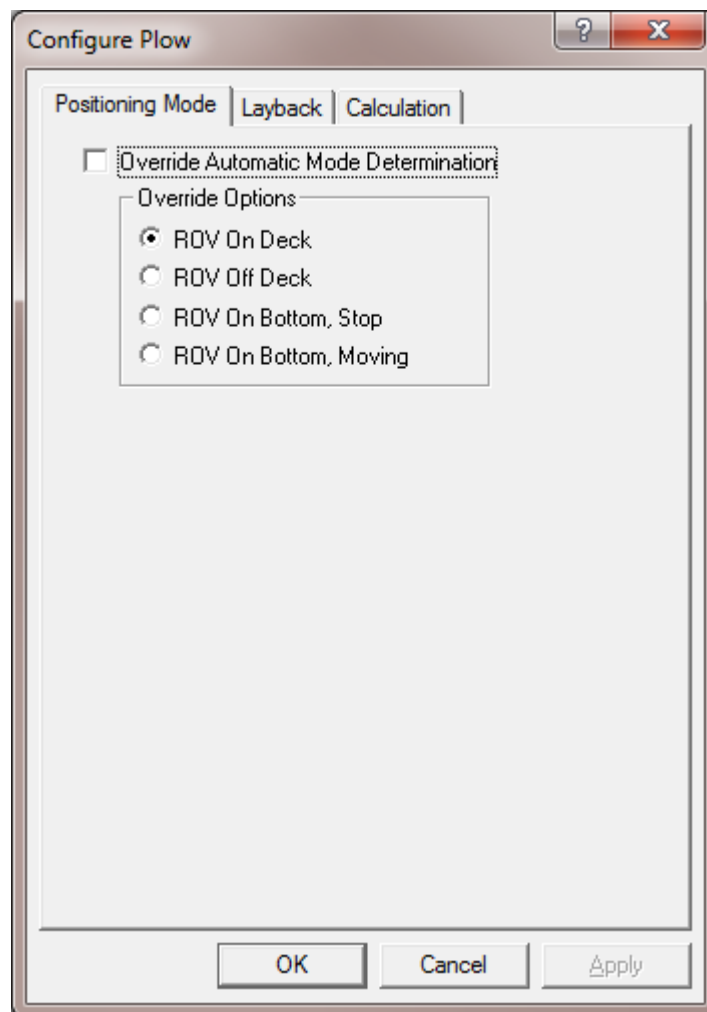 Configure Plow
Positioning Mode Layback Calculation
Override Automatic Mode Determination
Override Options
ROV On Deck
ROV Off Deck
ROV On Bottom, Stop
ROV On Bottom, Moving
OK Cancel Apply